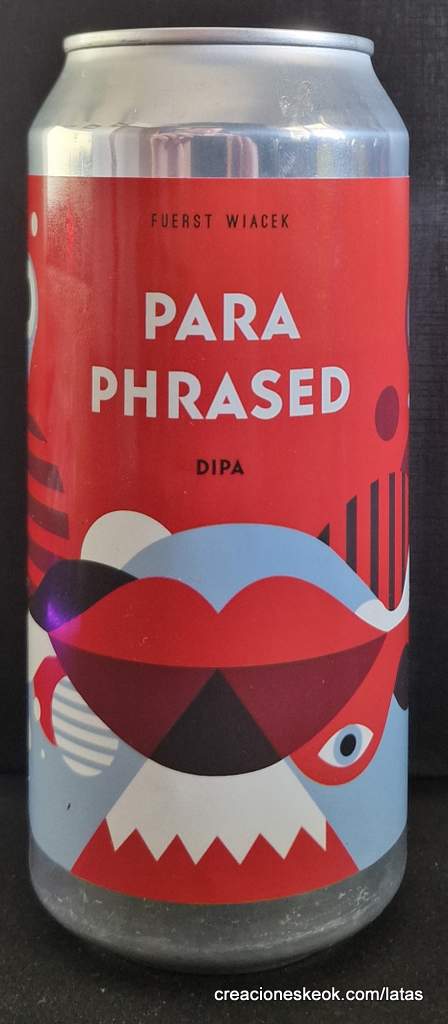 FUERST WIACEK
PARA
PHRASED
DIPA
creacioneskeok.com/latas